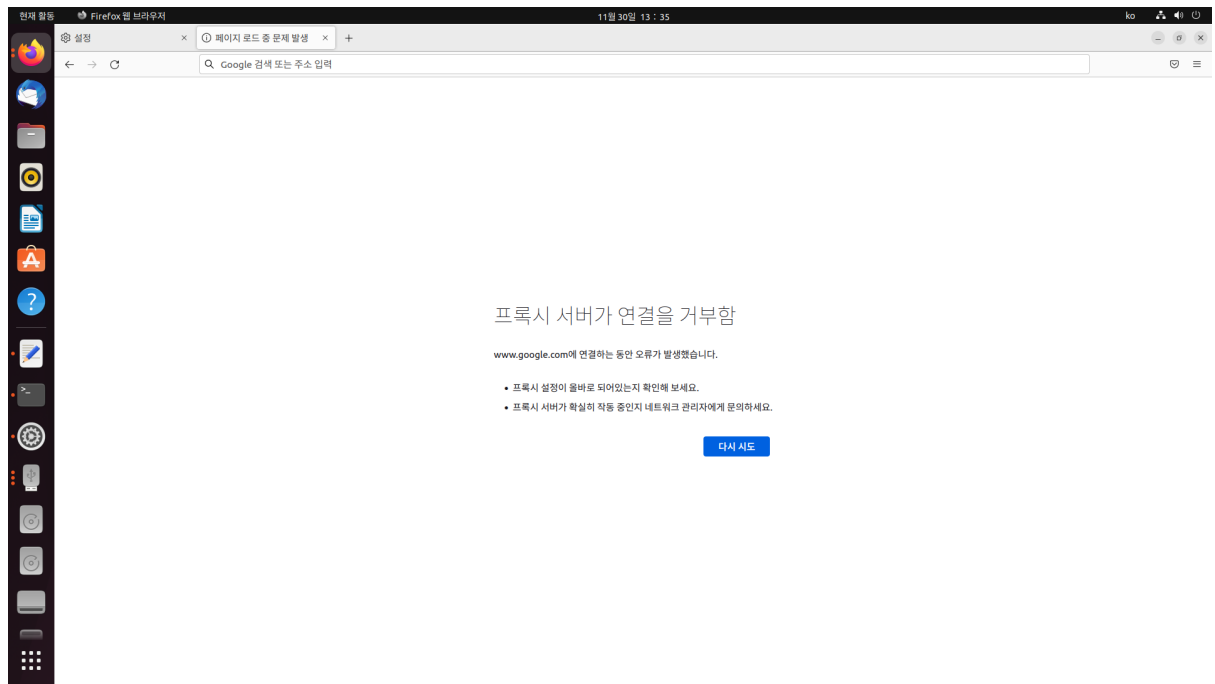 현재 활동 Firefox 웹 브라우저 11월 30일 13 : 35 ko
설정 페이지 로드 중 문제 발생
Google 검색 또는 주소 입력
프록시 서버가 연결을 거부함
www.google.com에 연결하는 동안 오류가 발생했습니다.
• 프록시 설정이 올바로 되어있는지 확인해 보세요.
• 프록시 서버가 확실히 작동 중인지 네트워크 관리자에게 문의하세요.
다시 시도